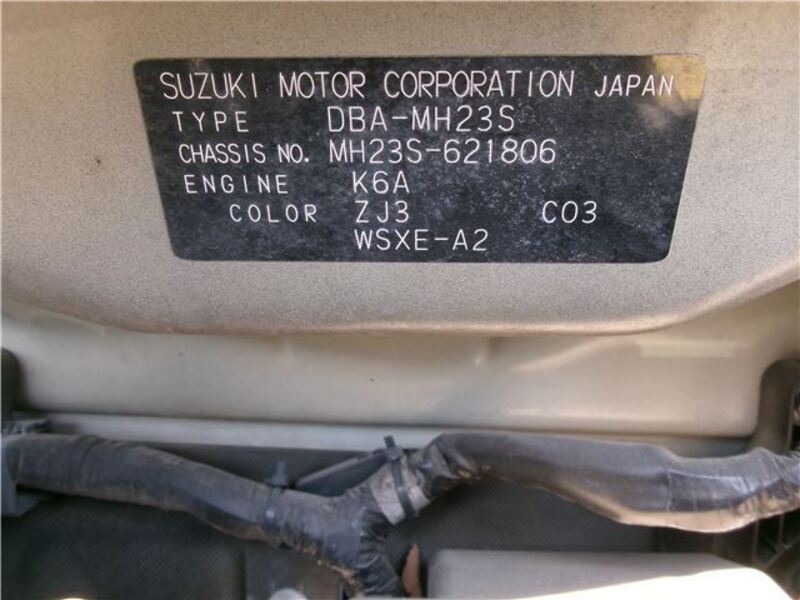 SUZUKI MOTOR CORPORATION JAPAN
TYPE DBA-MH23S
CHASSIS NO. MH23S-621806
ENGINE K6A
COLOR ZJ3 C03
WSXE-A2